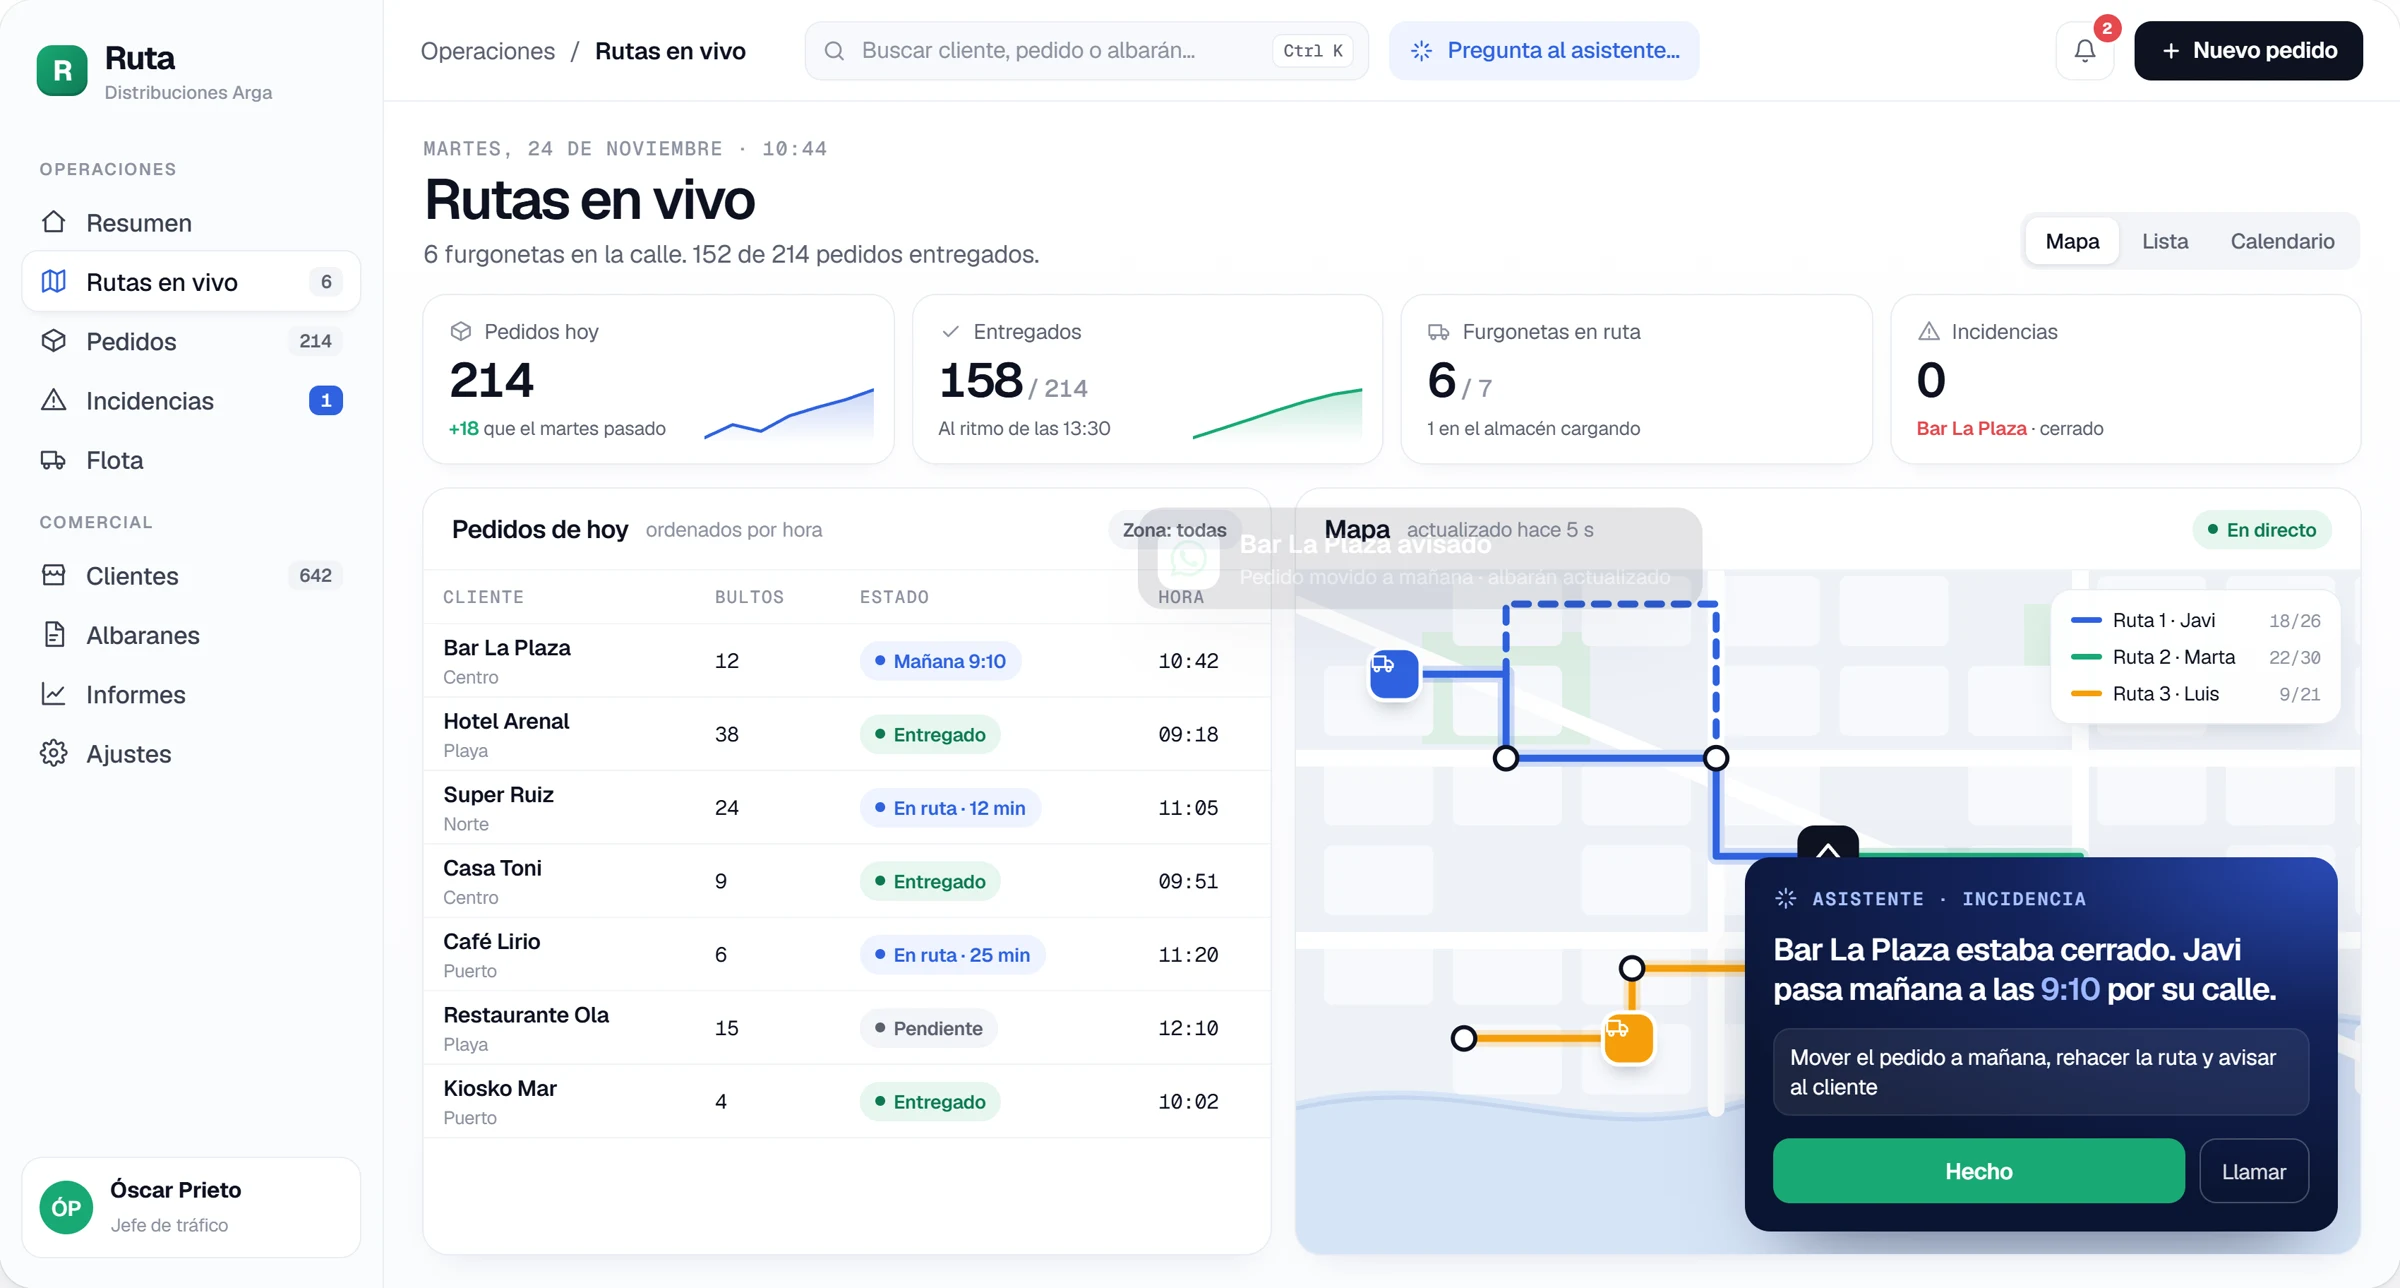 R
Ruta
Distribuciones Arga
OPERACIONES
Resumen
Rutas en vivo 6
Pedidos 214
Incidencias 1
Flota
COMERCIAL
Clientes 642
Albaranes
Informes
Ajustes
ÓP
Óscar Prieto
Jefe de tráfico
Operaciones / Rutas en vivo
Buscar cliente, pedido o albarán... Ctrl K
Pregunta al asistente...
2
+ Nuevo pedido
MARTES, 24 DE NOVIEMBRE · 10:44
Rutas en vivo
6 furgonetas en la calle. 152 de 214 pedidos entregados.
Mapa Lista Calendario
Pedidos hoy
214
+18 que el martes pasado
Entregados
158 / 214
Al ritmo de las 13:30
Furgonetas en ruta
6 / 7
1 en el almacén cargando
Incidencias
0
Bar La Plaza · cerrado
Pedidos de hoy ordenados por hora Zona: todas
CLIENTE BULTOS ESTADO HORA
Bar La Plaza 12 Mañana 9:10 10:42
Centro
Hotel Arenal 38 Entregado 09:18
Playa
Super Ruiz 24 En ruta · 12 min 11:05
Norte
Casa Toni 9 Entregado 09:51
Centro
Café Lirio 6 En ruta · 25 min 11:20
Puerto
Restaurante Ola 15 Pendiente 12:10
Playa
Kiosko Mar 4 Entregado 10:02
Puerto
Mapa actualizado hace 5 s
En directo
Bar La Plaza avisado
Pedido movido a mañana · albarán actualizado
Ruta 1 · Javi 18/26
Ruta 2 · Marta 22/30
Ruta 3 · Luis 9/21
ASISTENTE · INCIDENCIA
Bar La Plaza estaba cerrado. Javi
pasa mañana a las 9:10 por su calle.
Mover el pedido a mañana, rehacer la ruta y avisar
al cliente
Hecho
Llamar